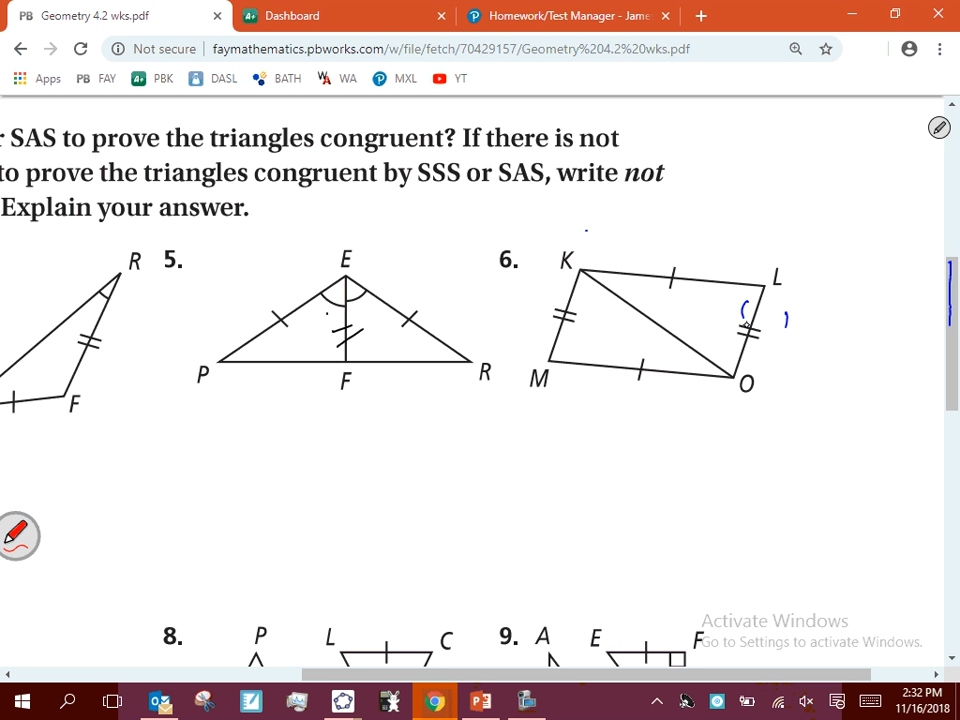 PB Geometry 4.2 wks.pdf
A+ Dashboard
P Homework/Test Manager - Jame
Not secure faymathematics.pbworks.com/w/file/fetch/70429157/Geometry%204.2%20wks.pdf
Apps PB FAY A+ PBK DASL BATH WA P MXL YT
r SAS to prove the triangles congruent? If there is not
to prove the triangles congruent by SSS or SAS, write not
Explain your answer.
R
F
5.
E
P
F
R
6.
K
L
M
O
8.
P
L
C
9.
A
E
F
Activate Windows
Go to Settings to activate Windows.
2:32 PM
11/16/2018